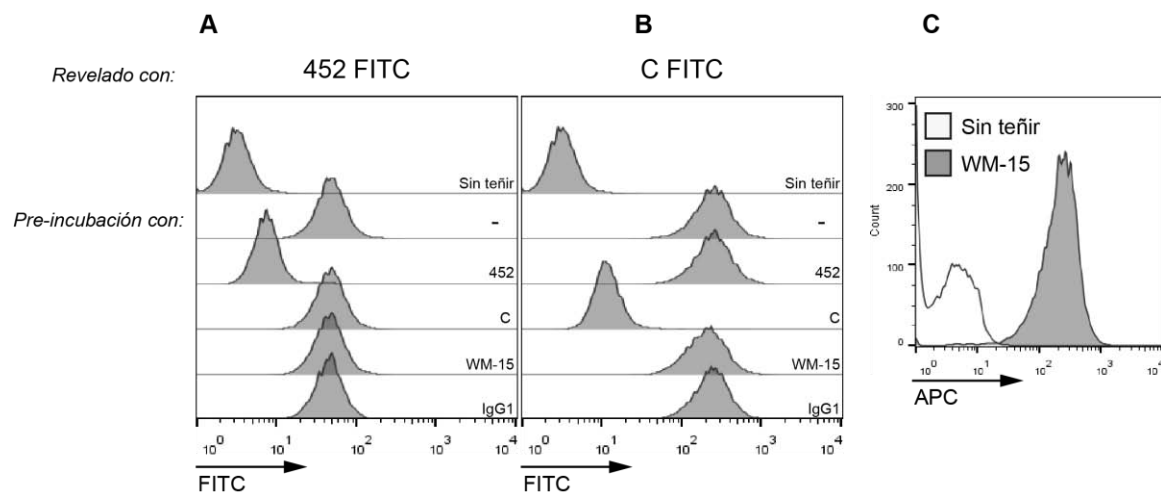 A
B
C
Revelado con:
452 FITC
C FITC
Pre-incubación con:
Sin teñir
-
452
C
WM-15
IgG1
10^0 10^1 10^2 10^3 10^4
FITC
Sin teñir
-
452
C
WM-15
IgG1
10^0 10^1 10^2 10^3 10^4
FITC
Sin teñir
WM-15
Count
300
200
100
0
10^0 10^1 10^2 10^3 10^4
APC